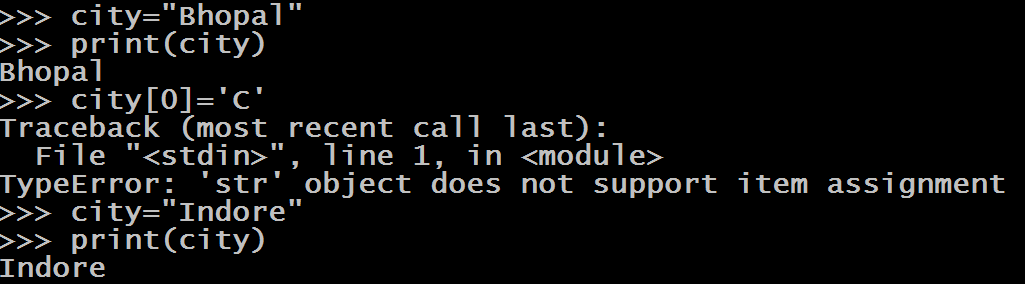 >>> city="Bhopal"
>>> print(city)
Bhopal
>>> city[0]='C'
Traceback (most recent call last):
  File "<stdin>", line 1, in <module>
TypeError: 'str' object does not support item assignment
>>> city="Indore"
>>> print(city)
Indore